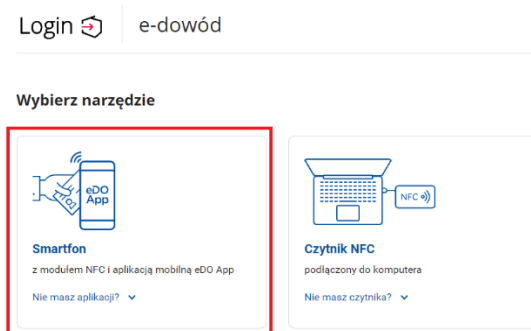 Login
e-dowód
Wybierz narzędzie
eDO
App
NFC
Smartfon
z modułem NFC i aplikacją mobilną eDO App
Nie masz aplikacji?
Czytnik NFC
podłączony do komputera
Nie masz czytnika?